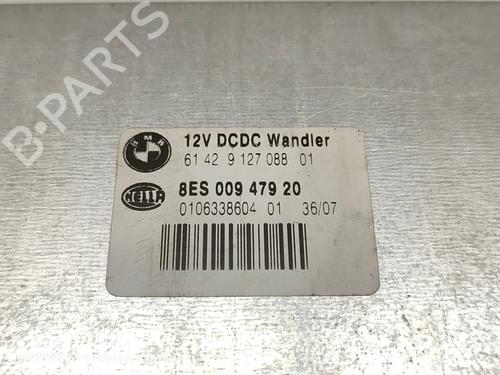 BMW
12V DCDC Wandler
61 42 9 127 088 01
HELLA
8ES 009 479 20
0106338604 01 36/07
B-PARTS